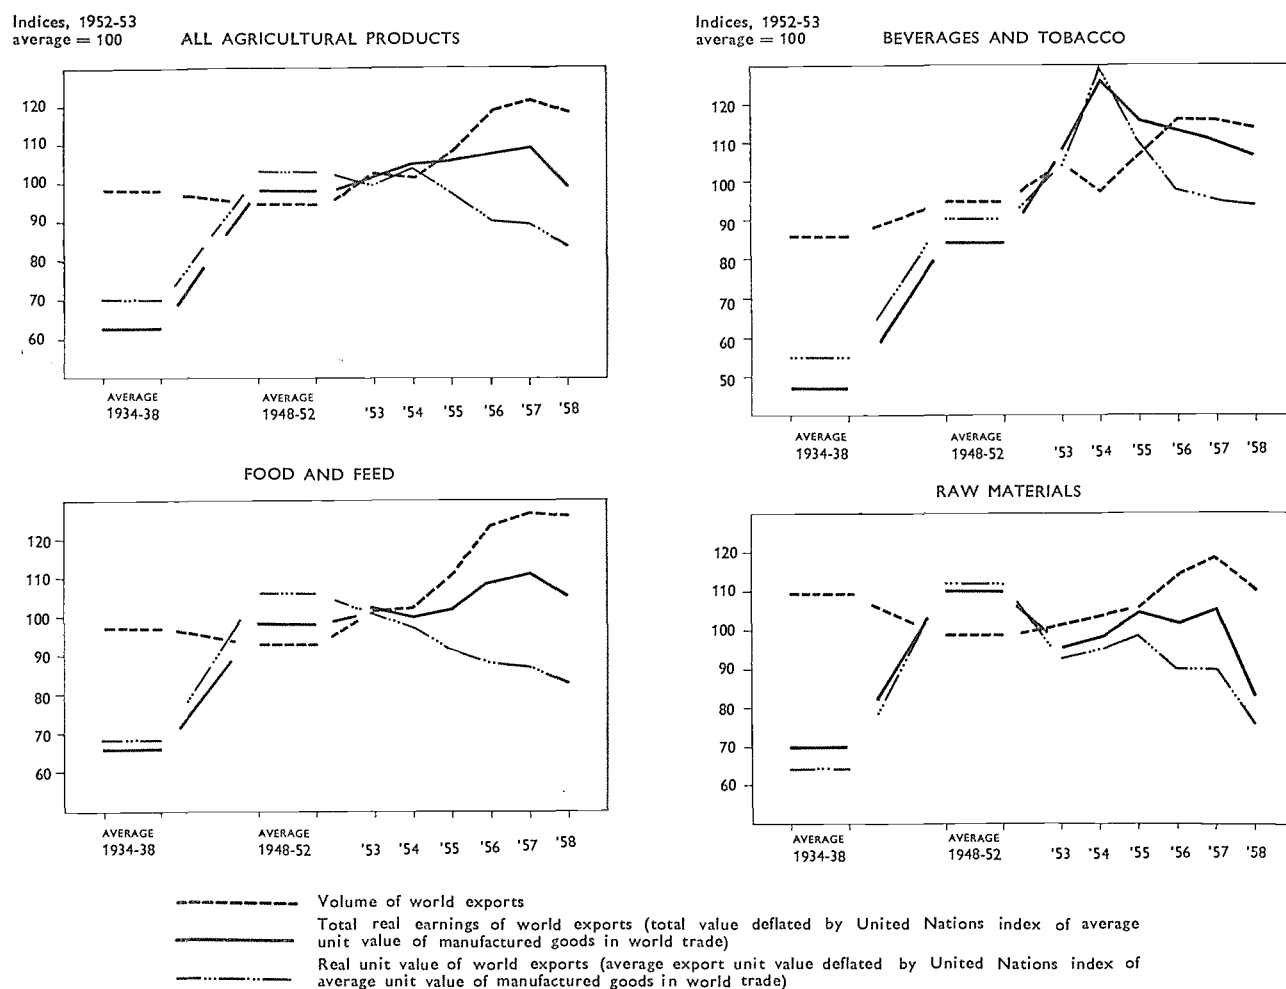 Indices, 1952-53
average = 100
ALL AGRICULTURAL PRODUCTS
120
110
100
90
80
70
60
AVERAGE
1934-38
AVERAGE
1948-52
'53 '54 '55 '56 '57 '58
Indices, 1952-53
average = 100
BEVERAGES AND TOBACCO
120
110
100
90
80
70
60
50
AVERAGE
1934-38
AVERAGE
1948-52
'53 '54 '55 '56 '57 '58
FOOD AND FEED
120
110
100
90
80
70
60
AVERAGE
1934-38
AVERAGE
1948-52
'53 '54 '55 '56 '57 '58
RAW MATERIALS
120
110
100
90
80
70
60
AVERAGE
1934-38
AVERAGE
1948-52
'53 '54 '55 '56 '57 '58
Volume of world exports
Total real earnings of world exports (total value deflated by United Nations index of average
unit value of manufactured goods in world trade)
Real unit value of world exports (average export unit value deflated by United Nations index of
average unit value of manufactured goods in world trade)